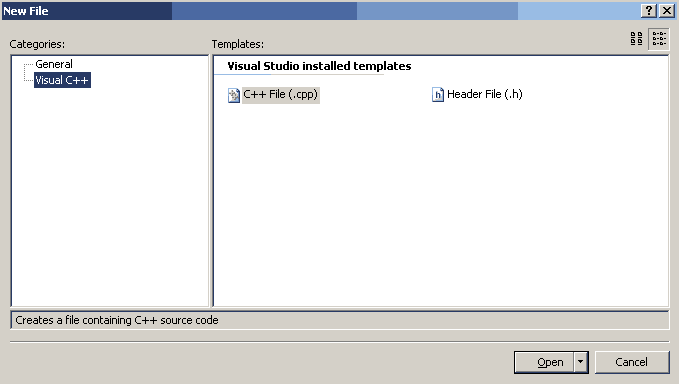 New File
Categories:
Templates:
General
Visual C++
Visual Studio installed templates
C++ File (.cpp)
Header File (.h)
Creates a file containing C++ source code
Open
Cancel